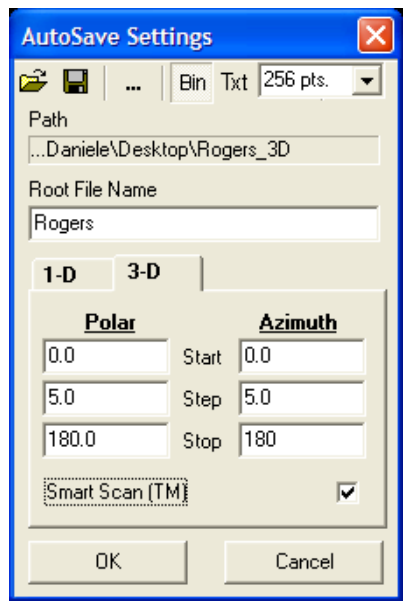 AutoSave Settings
... Bin Txt 256 pts.
Path
...Daniele\Desktop\Rogers_3D
Root File Name
Rogers
1-D 3-D
Polar Azimuth
0.0 Start 0.0
5.0 Step 5.0
180.0 Stop 180
Smart Scan (TM)
OK Cancel